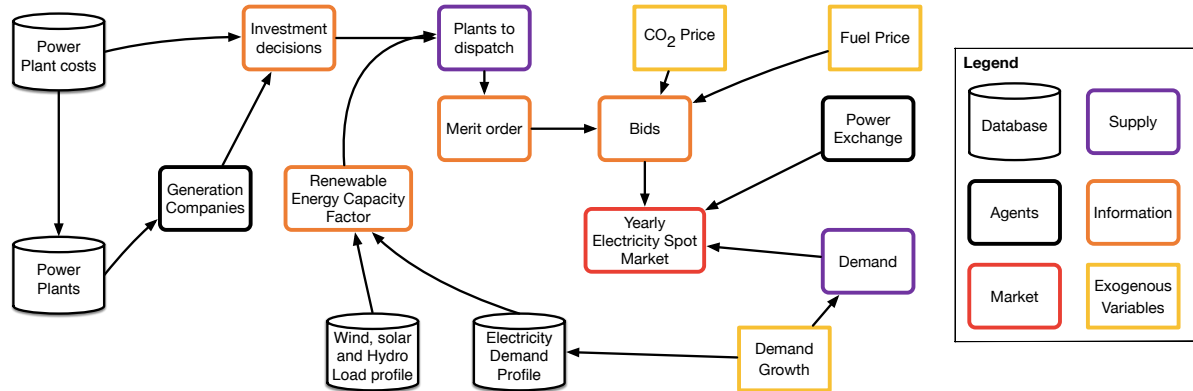 Power
Plant costs
Investment
decisions
Plants to
dispatch
CO2 Price
Fuel Price
Merit order
Bids
Power
Exchange
Generation
Companies
Renewable
Energy Capacity
Factor
Yearly
Electricity Spot
Market
Demand
Power
Plants
Wind, solar
and Hydro
Load profile
Electricity
Demand
Profile
Demand
Growth
Legend
Database
Supply
Agents
Information
Market
Exogenous
Variables